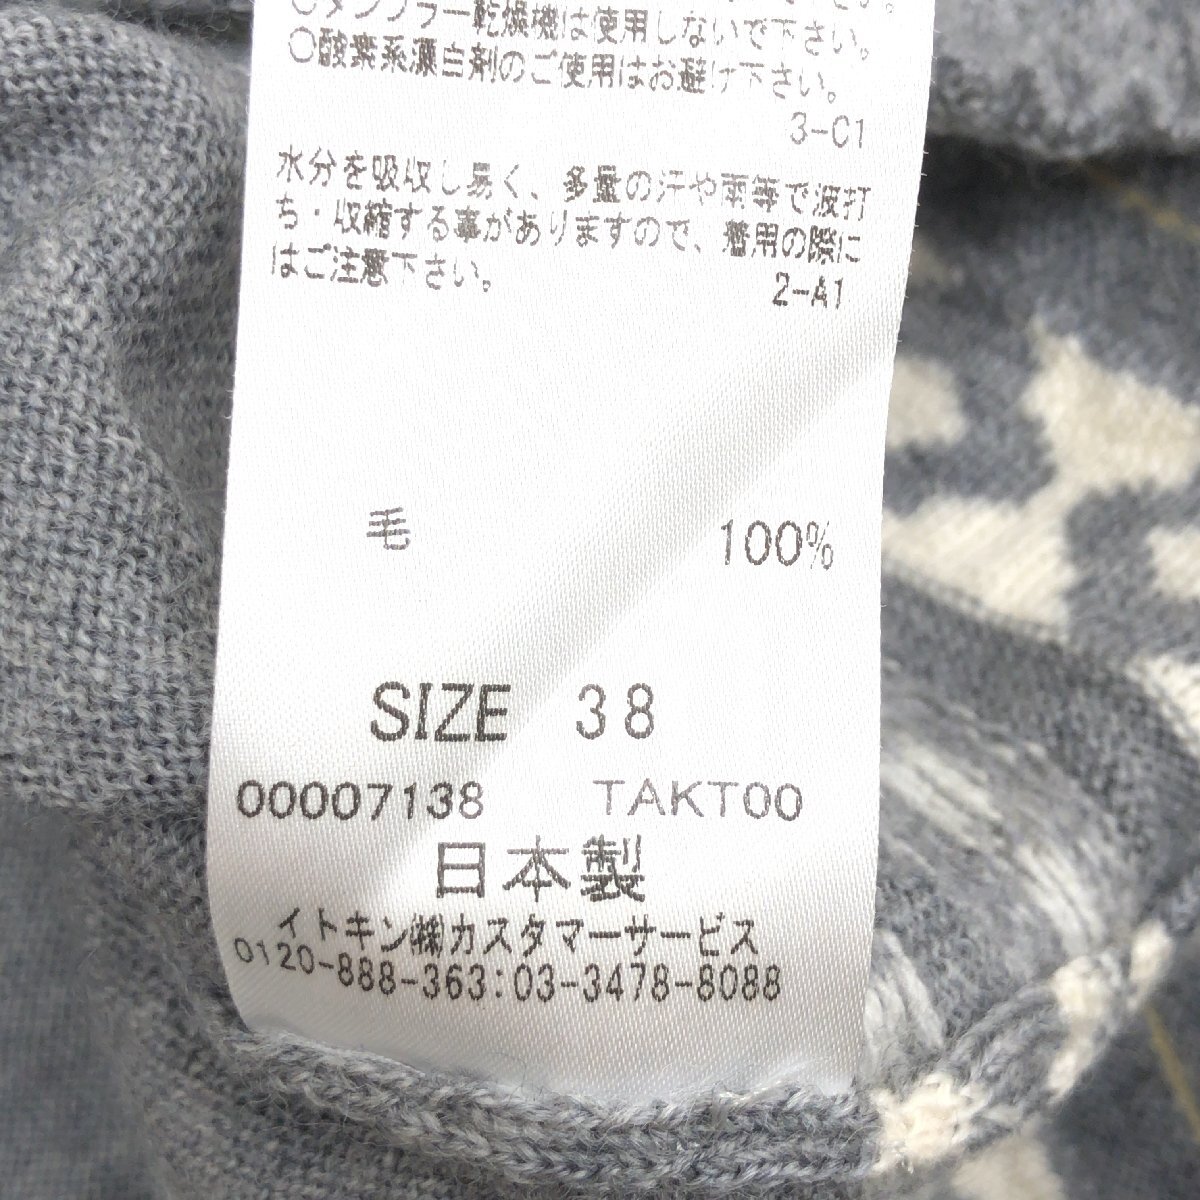 ○タンブラー乾燥機は使用しないで下さい。
○酸素系漂白剤のご使用はお避け下さい。
3-C1
水分を吸収し易く、多量の汗や雨等で波打
ち・収縮する事がありますので、着用の際に
はご注意下さい。
2-A1
毛 100%
SIZE 38
00007138 TAKT00
日本製
イトキン㈱カスタマーサービス
0120-888-363:03-3478-8088